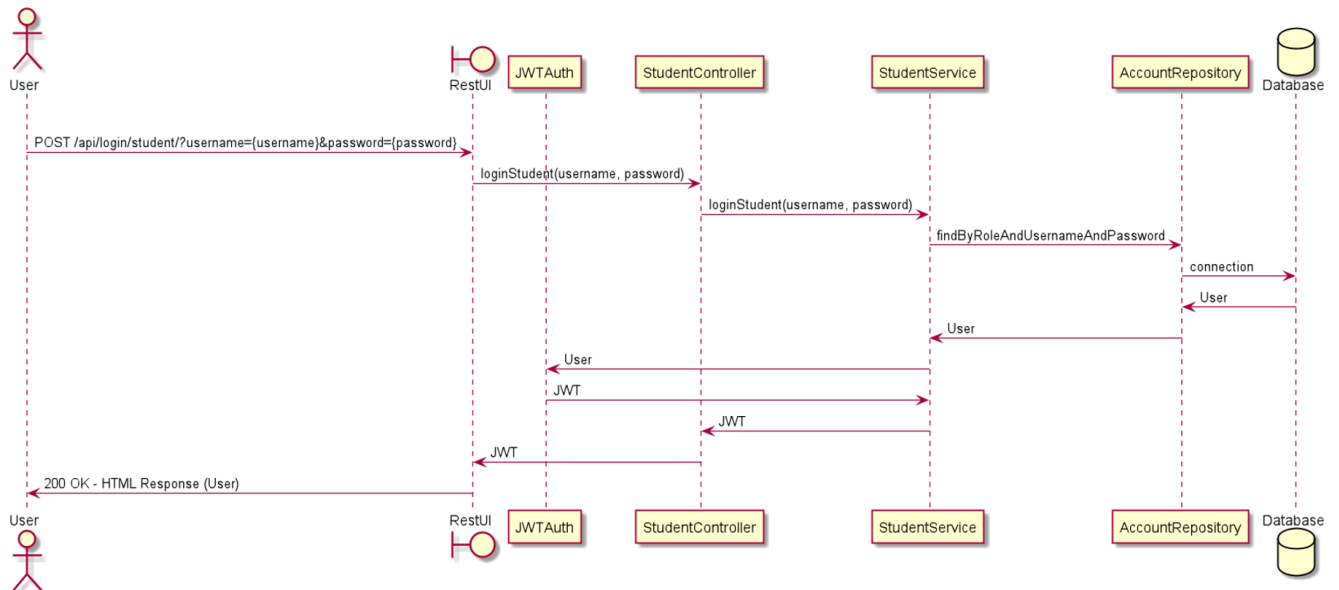 User
RestUI
JWTAuth
StudentController
StudentService
AccountRepository
Database
POST /api/login/student/?username={username}&password={password}
loginStudent(username, password)
loginStudent(username, password)
findByRoleAndUsernameAndPassword
connection
User
User
User
JWT
JWT
JWT
200 OK - HTML Response (User)
User
RestUI
JWTAuth
StudentController
StudentService
AccountRepository
Database